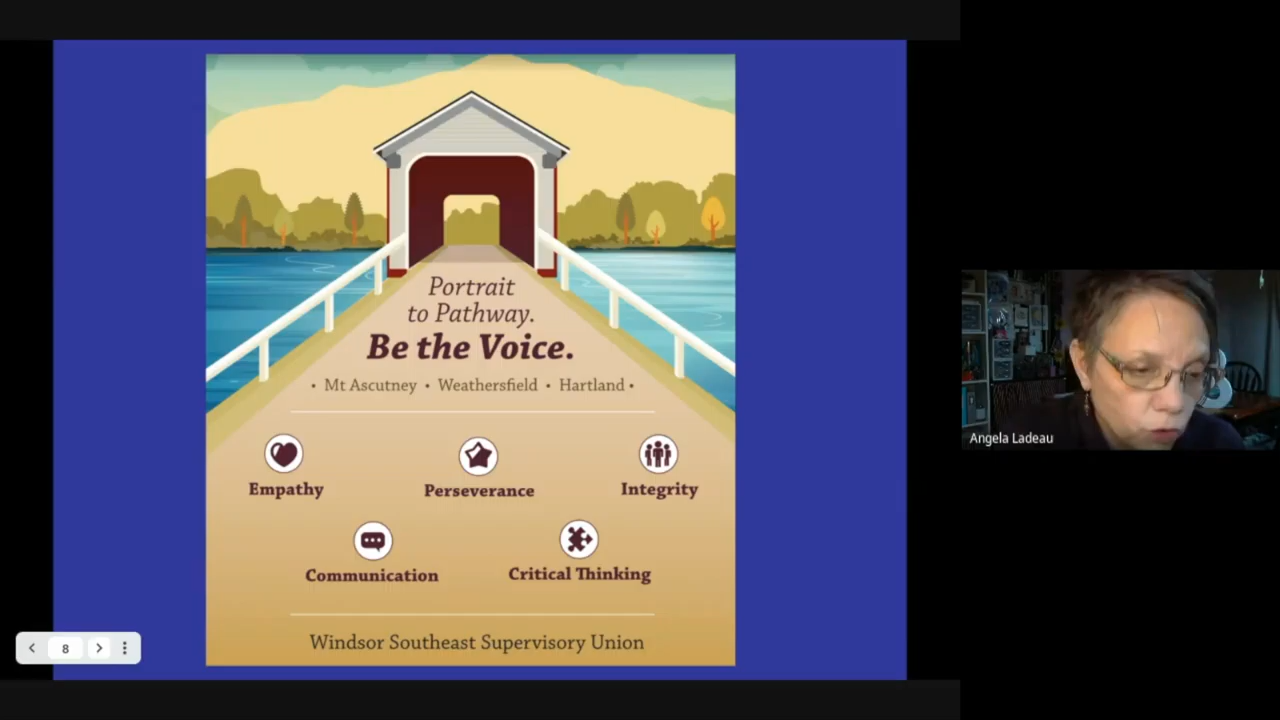 Portrait
to Pathway.
Be the Voice.
• Mt Ascutney • Weathersfield • Hartland •
Empathy
Perseverance
Integrity
Communication
Critical Thinking
Windsor Southeast Supervisory Union
8
Angela Ladeau